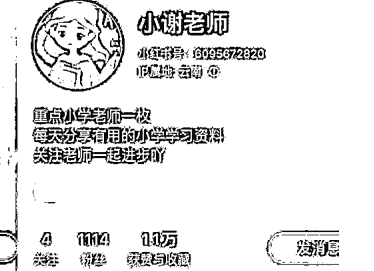 小谢老师
小红书号：6095672820
IP属地：云南
重点小学老师一枚
每天分享有用的小学学习资料
关注老师一起进步吖
4 1114 1.1万
关注 粉丝 获赞与收藏
发消息